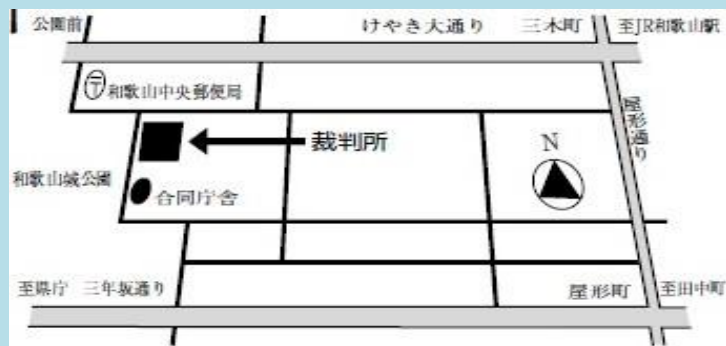 公園前
けやき大通り
三木町
至JR和歌山駅
〒和歌山中央郵便局
屋形通り
裁判所
N
和歌山城公園
合同庁舎
至県庁
三年坂通り
屋形町
至田中町